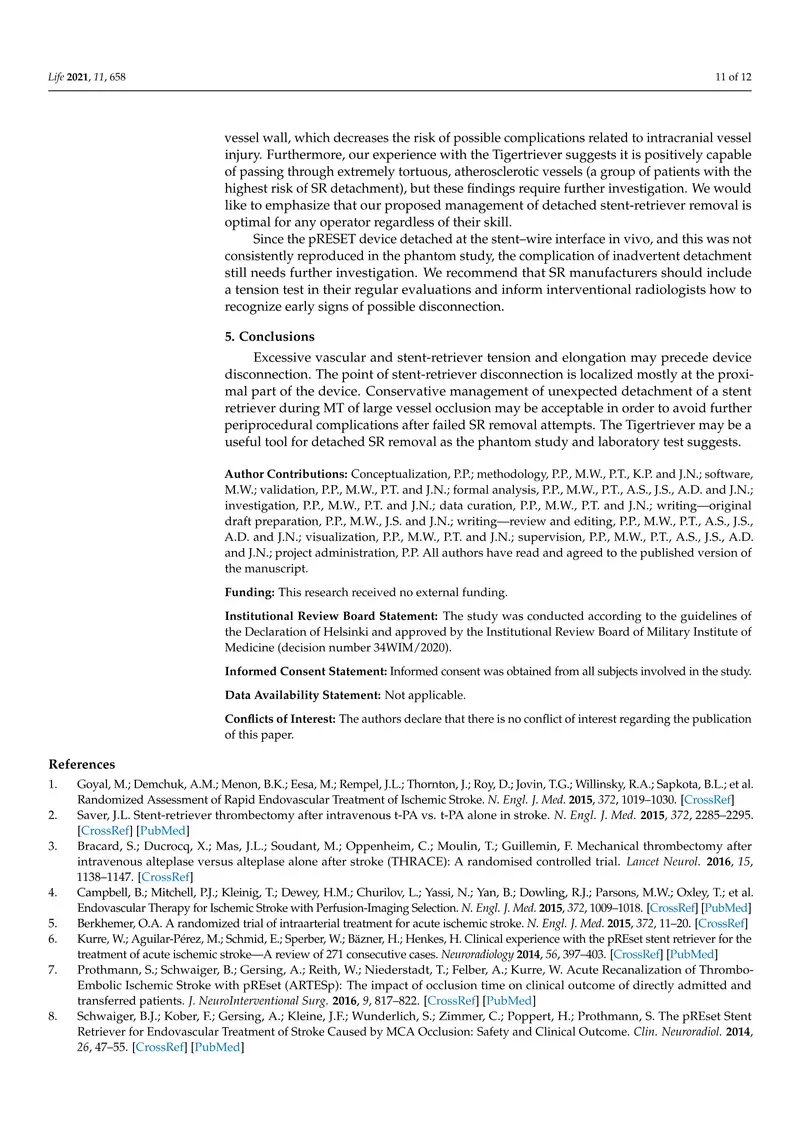 Life 2021, 11, 658
11 of 12
vessel wall, which decreases the risk of possible complications related to intracranial vessel
injury. Furthermore, our experience with the Tigertriever suggests it is positively capable
of passing through extremely tortuous, atherosclerotic vessels (a group of patients with the
highest risk of SR detachment), but these findings require further investigation. We would
like to emphasize that our proposed management of detached stent-retriever removal is
optimal for any operator regardless of their skill.
Since the pRESET device detached at the stent–wire interface in vivo, and this was not
consistently reproduced in the phantom study, the complication of inadvertent detachment
still needs further investigation. We recommend that SR manufacturers should include
a tension test in their regular evaluations and inform interventional radiologists how to
recognize early signs of possible disconnection.
5. Conclusions
Excessive vascular and stent-retriever tension and elongation may precede device
disconnection. The point of stent-retriever disconnection is localized mostly at the proxi-
mal part of the device. Conservative management of unexpected detachment of a stent
retriever during MT of large vessel occlusion may be acceptable in order to avoid further
periprocedural complications after failed SR removal attempts. The Tigertriever may be a
useful tool for detached SR removal as the phantom study and laboratory test suggests.
Author Contributions: Conceptualization, P.P.; methodology, P.P., M.W., P.T., K.P. and J.N.; software,
M.W.; validation, P.P., M.W., P.T. and J.N.; formal analysis, P.P., M.W., P.T., A.S., J.S., A.D. and J.N.;
investigation, P.P., M.W., P.T. and J.N.; data curation, P.P., M.W., P.T. and J.N.; writing—original
draft preparation, P.P., M.W., J.S. and J.N.; writing—review and editing, P.P., M.W., P.T., A.S., J.S.,
A.D. and J.N.; visualization, P.P., M.W., P.T. and J.N.; supervision, P.P., M.W., P.T., A.S., J.S., A.D.
and J.N.; project administration, P.P. All authors have read and agreed to the published version of
the manuscript.
Funding: This research received no external funding.
Institutional Review Board Statement: The study was conducted according to the guidelines of
the Declaration of Helsinki and approved by the Institutional Review Board of Military Institute of
Medicine (decision number 34WIM/2020).
Informed Consent Statement: Informed consent was obtained from all subjects involved in the study.
Data Availability Statement: Not applicable.
Conflicts of Interest: The authors declare that there is no conflict of interest regarding the publication
of this paper.
References
1. Goyal, M.; Demchuk, A.M.; Menon, B.K.; Eesa, M.; Rempel, J.L.; Thornton, J.; Roy, D.; Jovin, T.G.; Willinsky, R.A.; Sapkota, B.L.; et al.
Randomized Assessment of Rapid Endovascular Treatment of Ischemic Stroke. N. Engl. J. Med. 2015, 372, 1019–1030. [CrossRef]
2. Saver, J.L. Stent-retriever thrombectomy after intravenous t-PA vs. t-PA alone in stroke. N. Engl. J. Med. 2015, 372, 2285–2295.
[CrossRef] [PubMed]
3. Bracard, S.; Ducrocq, X.; Mas, J.L.; Soudant, M.; Oppenheim, C.; Moulin, T.; Guillemin, F. Mechanical thrombectomy after
intravenous alteplase versus alteplase alone after stroke (THRACE): A randomised controlled trial. Lancet Neurol. 2016, 15,
1138–1147. [CrossRef]
4. Campbell, B.; Mitchell, P.J.; Kleinig, T.; Dewey, H.M.; Churilov, L.; Yassi, N.; Yan, B.; Dowling, R.J.; Parsons, M.W.; Oxley, T.; et al.
Endovascular Therapy for Ischemic Stroke with Perfusion-Imaging Selection. N. Engl. J. Med. 2015, 372, 1009–1018. [CrossRef] [PubMed]
5. Berkhemer, O.A. A randomized trial of intraarterial treatment for acute ischemic stroke. N. Engl. J. Med. 2015, 372, 11–20. [CrossRef]
6. Kurre, W.; Aguilar-Pérez, M.; Schmid, E.; Sperber, W.; Bäzner, H.; Henkes, H. Clinical experience with the pREset stent retriever for the
treatment of acute ischemic stroke—A review of 271 consecutive cases. Neuroradiology 2014, 56, 397–403. [CrossRef] [PubMed]
7. Prothmann, S.; Schwaiger, B.; Gersing, A.; Reith, W.; Niederstadt, T.; Felber, A.; Kurre, W. Acute Recanalization of Thrombo-
Embolic Ischemic Stroke with pREset (ARTESp): The impact of occlusion time on clinical outcome of directly admitted and
transferred patients. J. NeuroInterventional Surg. 2016, 9, 817–822. [CrossRef] [PubMed]
8. Schwaiger, B.J.; Kober, F.; Gersing, A.; Kleine, J.F.; Wunderlich, S.; Zimmer, C.; Poppert, H.; Prothmann, S. The pREset Stent
Retriever for Endovascular Treatment of Stroke Caused by MCA Occlusion: Safety and Clinical Outcome. Clin. Neuroradiol. 2014,
26, 47–55. [CrossRef] [PubMed]